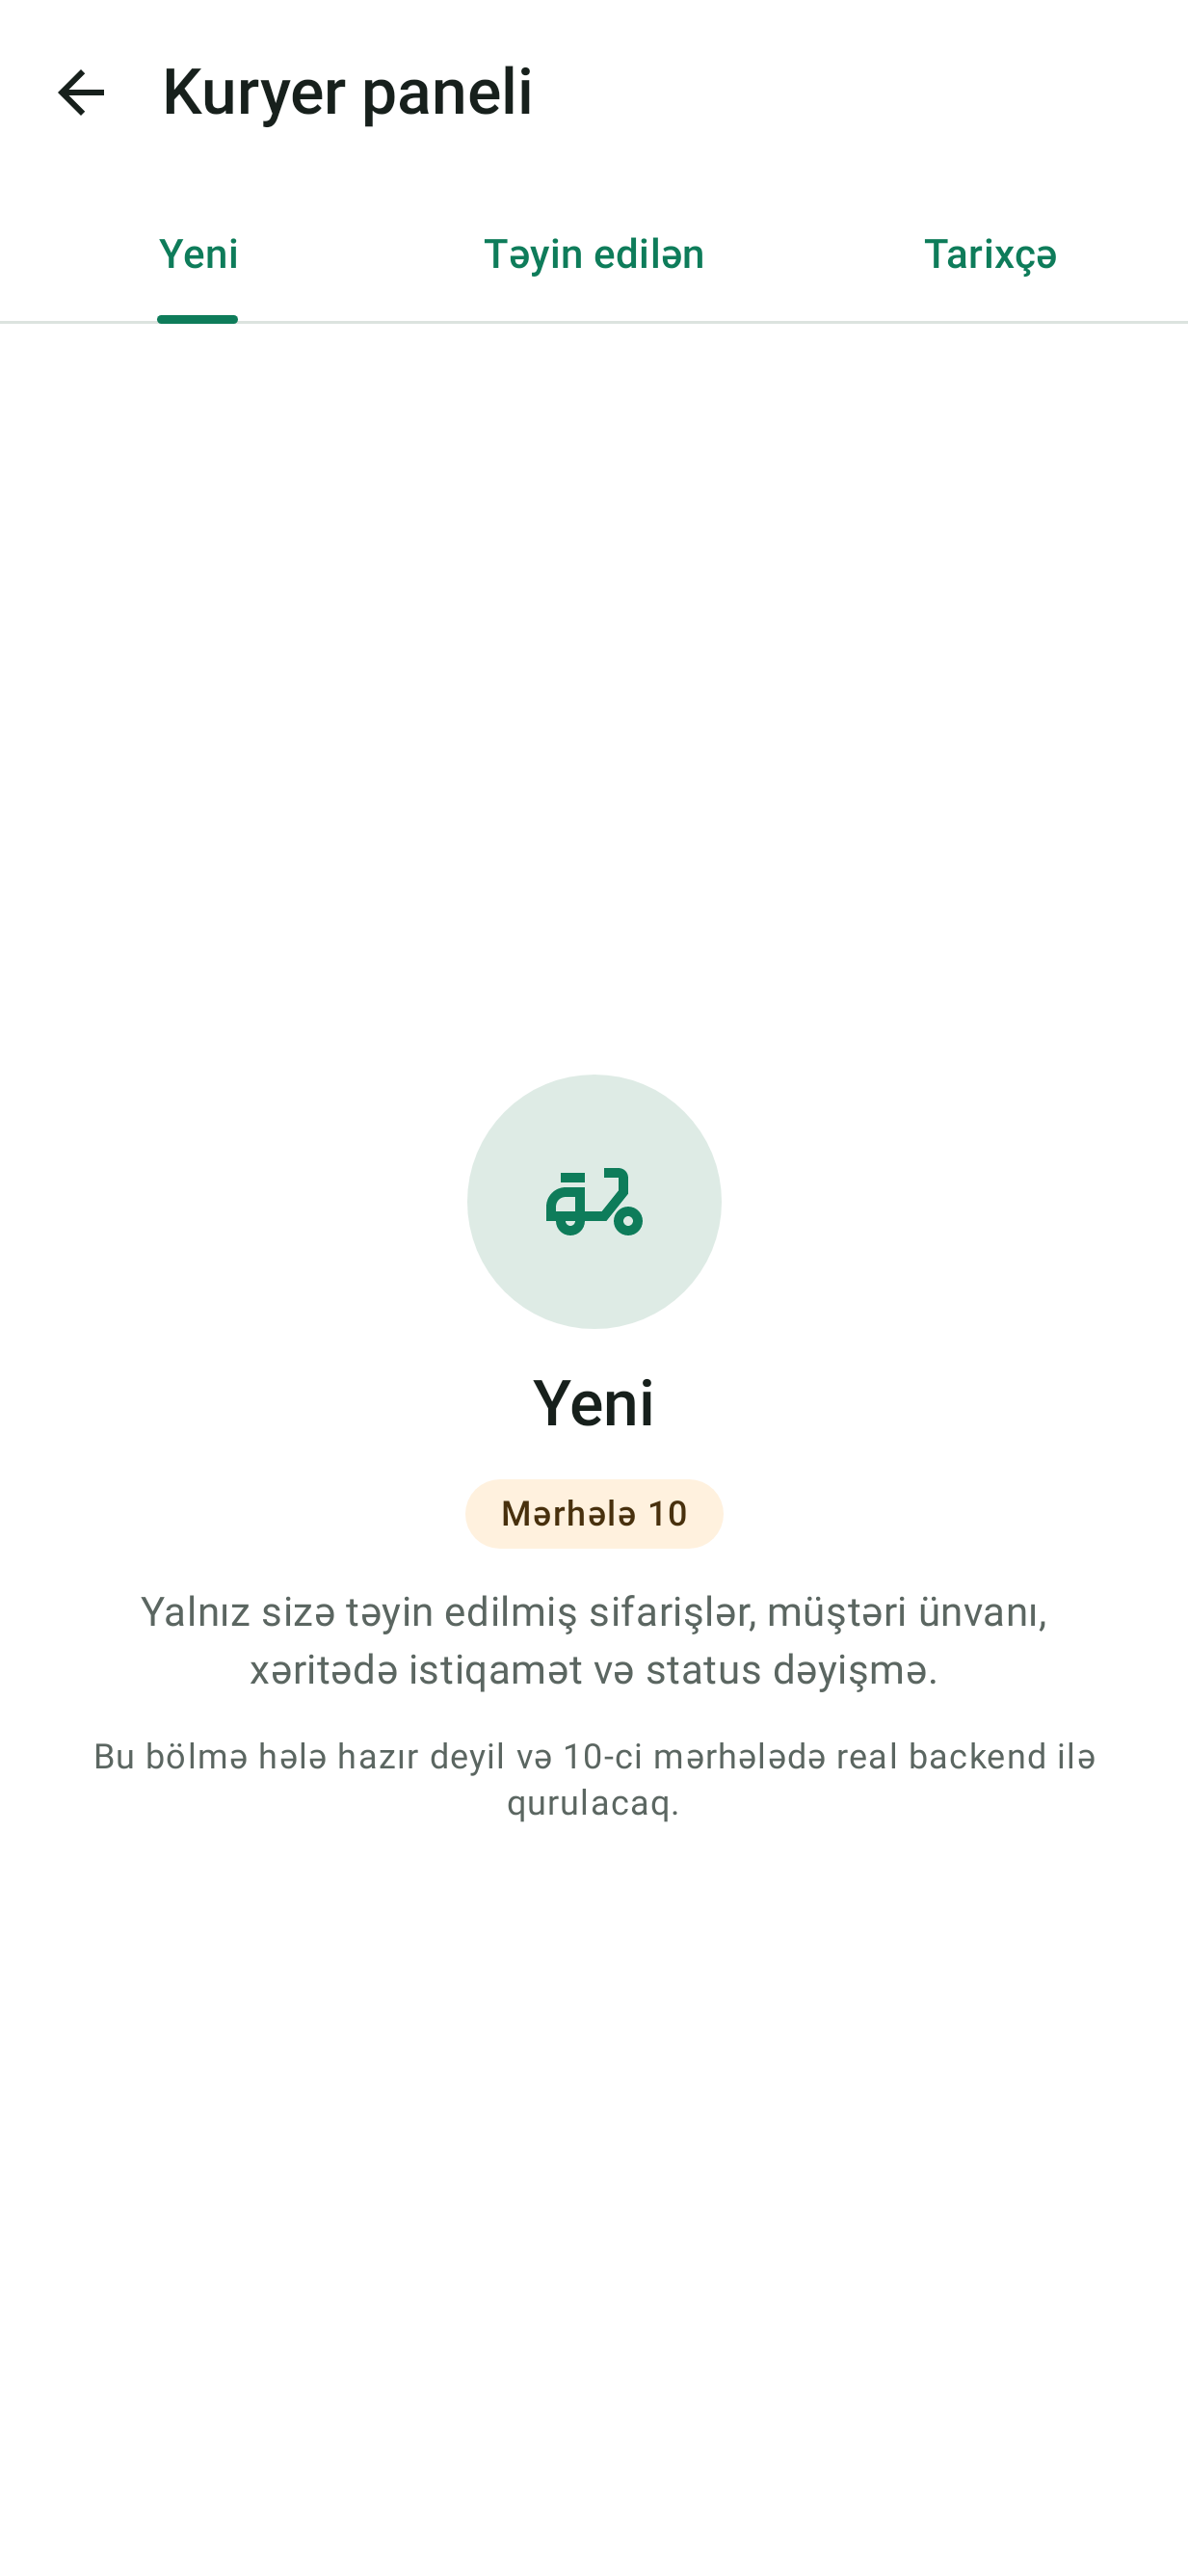 Kuryer paneli
Yeni
Təyin edilən
Tarixçə
Yeni
Mərhələ 10
Yalnız sizə təyin edilmiş sifarişlər, müştəri ünvanı,
xəritədə istiqamət və status dəyişmə.
Bu bölmə hələ hazır deyil və 10-ci mərhələdə real backend ilə
qurulacaq.